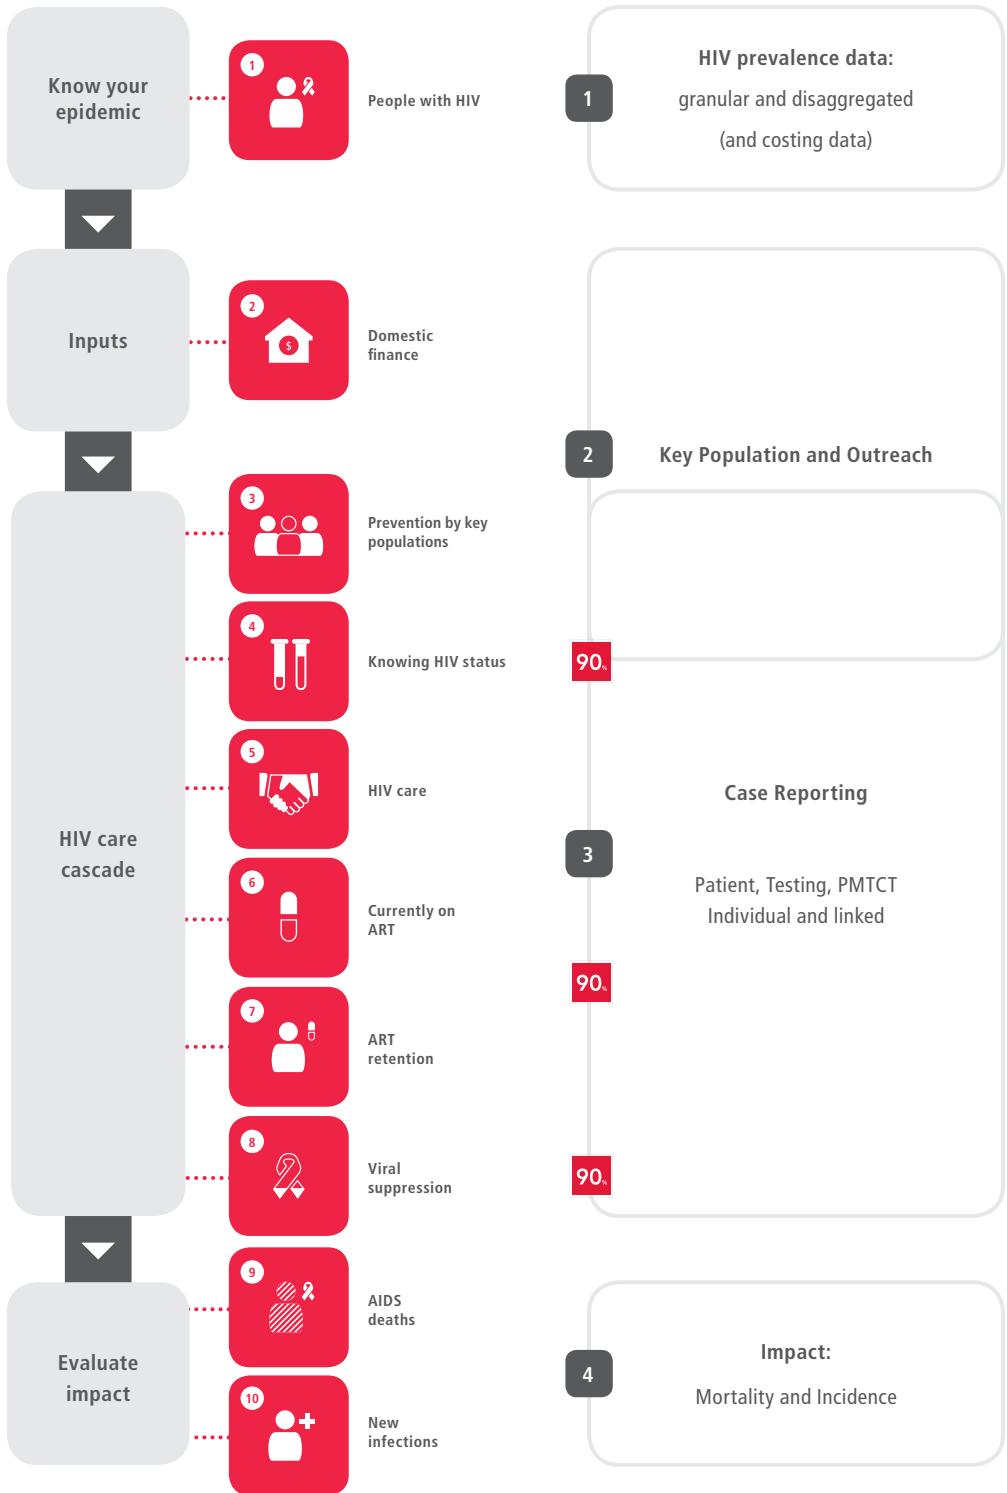 Know your
epidemic
1
People with HIV
1
HIV prevalence data:
granular and disaggregated
(and costing data)
Inputs
2
$
Domestic
finance
2
Key Population and Outreach
3
Prevention by key
populations
4
Knowing HIV status
90%
HIV care
cascade
5
HIV care
Case Reporting
3
Patient, Testing, PMTCT
Individual and linked
6
Currently on
ART
90%
7
ART
retention
8
Viral
suppression
90%
Evaluate
impact
9
AIDS
deaths
4
Impact:
Mortality and Incidence
10
New
infections